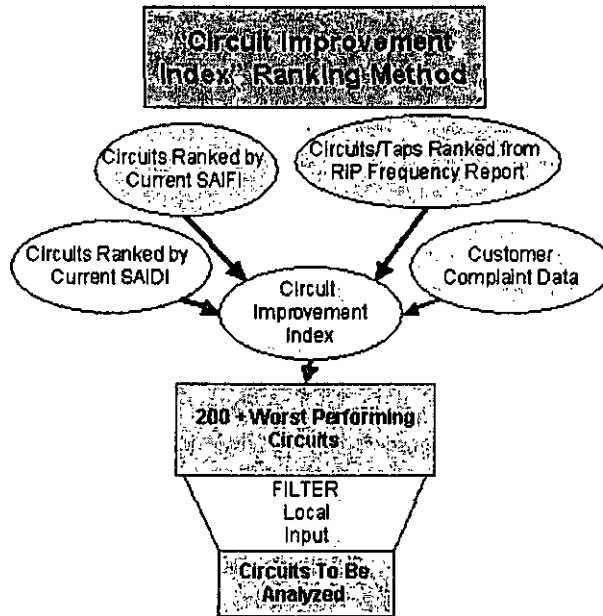 "Circuit Improvement
Index" Ranking Method
Circuits Ranked by
Current SAIFI
Circuits/Taps Ranked from
RIP Frequency Report
Circuits Ranked by
Current SAIDI
Customer
Complaint Data
Circuit
Improvement
Index
200 + Worst Performing
Circuits
FILTER
Local
Input
Circuits To Be
Analyzed